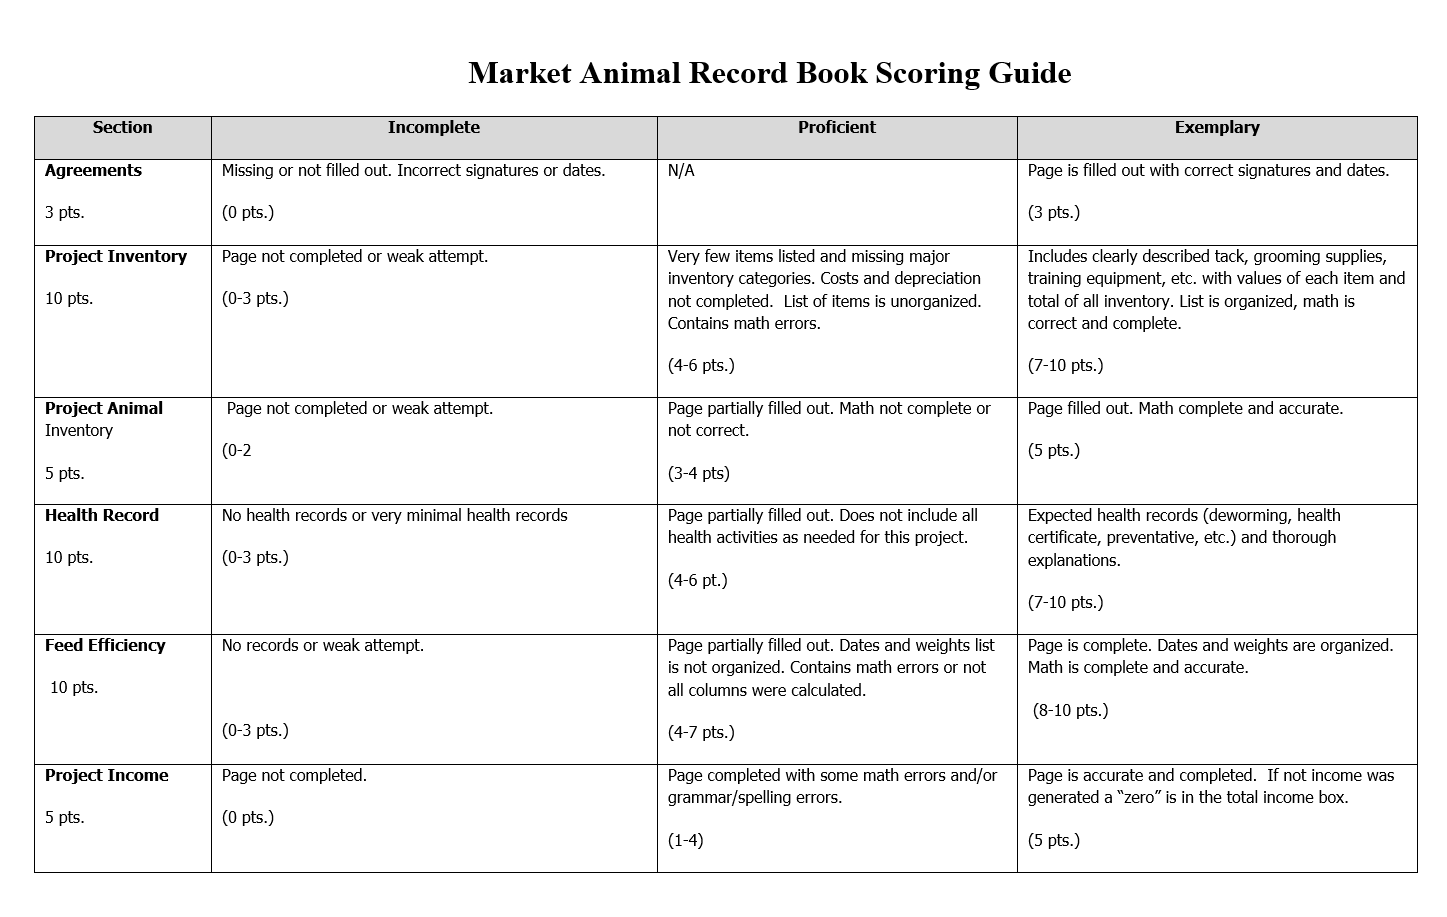 Market Animal Record Book Scoring Guide
Section Incomplete Proficient Exemplary
Agreements
3 pts.
Missing or not filled out. Incorrect signatures or dates.
(0 pts.)
N/A
Page is filled out with correct signatures and dates.
(3 pts.)
Project Inventory
10 pts.
Page not completed or weak attempt.
(0-3 pts.)
Very few items listed and missing major
inventory categories. Costs and depreciation
not completed.  List of items is unorganized.
Contains math errors.
(4-6 pts.)
Includes clearly described tack, grooming supplies,
training equipment, etc. with values of each item and
total of all inventory. List is organized, math is
correct and complete.
(7-10 pts.)
Project Animal
Inventory
5 pts.
Page not completed or weak attempt.
(0-2
Page partially filled out. Math not complete or
not correct.
(3-4 pts)
Page filled out. Math complete and accurate.
(5 pts.)
Health Record
10 pts.
No health records or very minimal health records
(0-3 pts.)
Page partially filled out. Does not include all
health activities as needed for this project.
(4-6 pt.)
Expected health records (deworming, health
certificate, preventative, etc.) and thorough
explanations.
(7-10 pts.)
Feed Efficiency
10 pts.
No records or weak attempt.
(0-3 pts.)
Page partially filled out. Dates and weights list
is not organized. Contains math errors or not
all columns were calculated.
(4-7 pts.)
Page is complete. Dates and weights are organized.
Math is complete and accurate.
(8-10 pts.)
Project Income
5 pts.
Page not completed.
(0 pts.)
Page completed with some math errors and/or
grammar/spelling errors.
(1-4)
Page is accurate and completed.  If not income was
generated a “zero” is in the total income box.
(5 pts.)